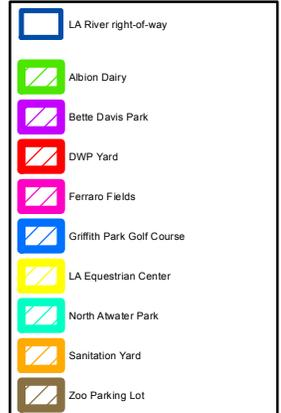 LA River right-of-way
Albion Dairy
Bette Davis Park
DWP Yard
Ferraro Fields
Griffith Park Golf Course
LA Equestrian Center
North Atwater Park
Sanitation Yard
Zoo Parking Lot